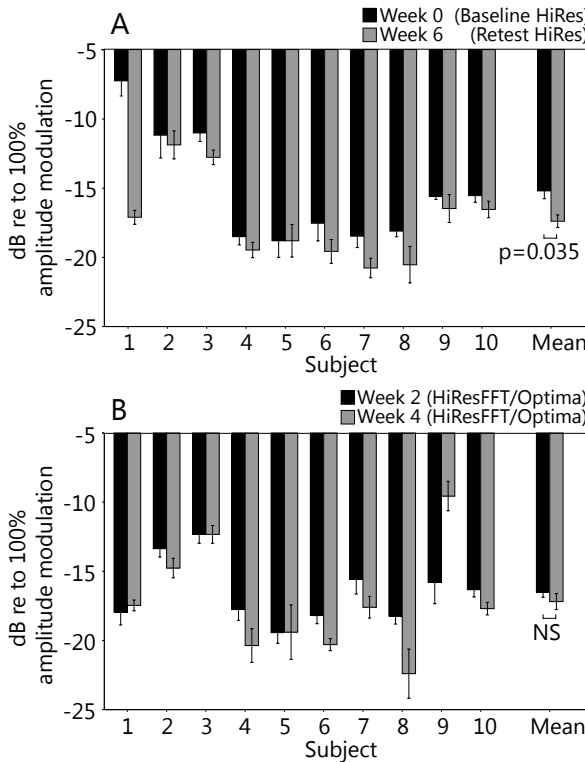 A
Week 0 (Baseline HiRes)
Week 6 (Retest HiRes)
-5
-10
-15
-20
-25
dB re to 100%
amplitude modulation
p=0.035
1 2 3 4 5 6 7 8 9 10 Mean
Subject
B
Week 2 (HiResFFT/Optima)
Week 4 (HiResFFT/Optima)
-5
-10
-15
-20
-25
dB re to 100%
amplitude modulation
NS
1 2 3 4 5 6 7 8 9 10 Mean
Subject